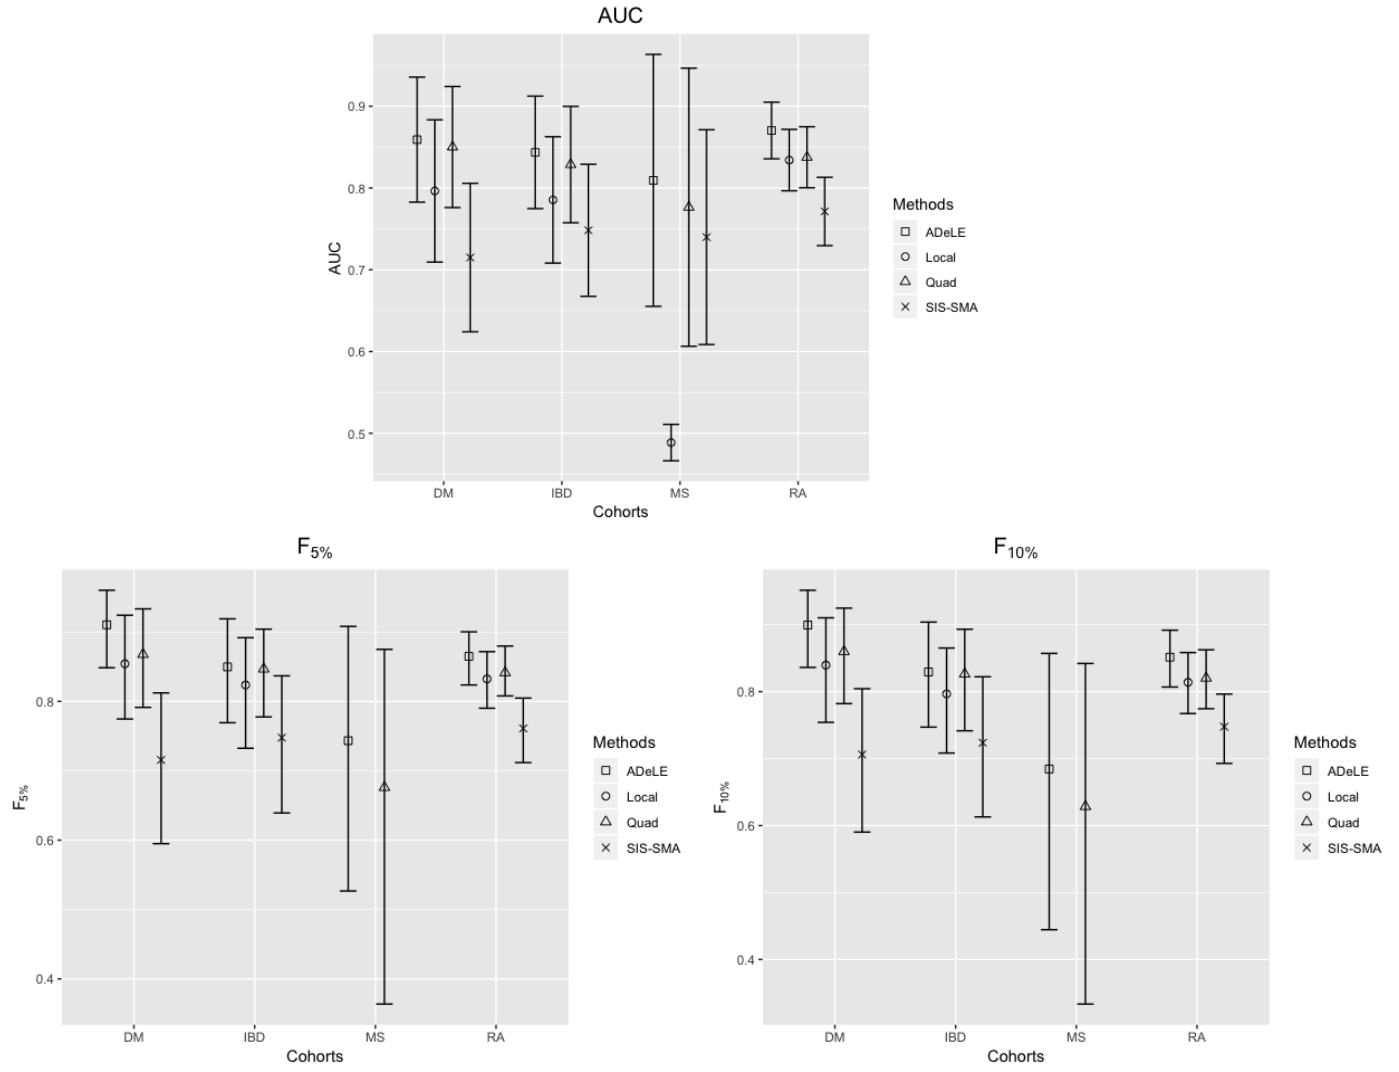 AUC
AUC
0.9
0.8
0.7
0.6
0.5
DM IBD MS RA
Cohorts
Methods
ADeLE
Local
Quad
SIS-SMA
F5%
F5%
0.8
0.6
0.4
DM IBD MS RA
Cohorts
Methods
ADeLE
Local
Quad
SIS-SMA
F10%
F10%
0.8
0.6
0.4
DM IBD MS RA
Cohorts
Methods
ADeLE
Local
Quad
SIS-SMA